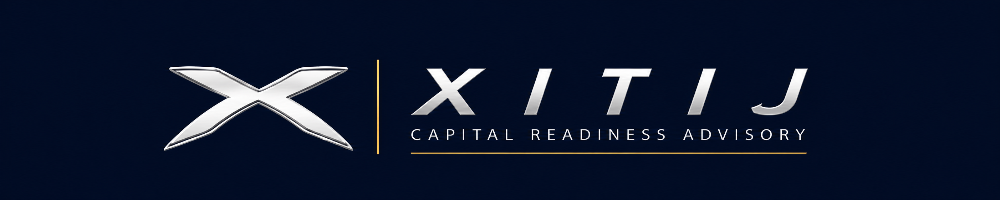 XITIJ
CAPITAL READINESS ADVISORY